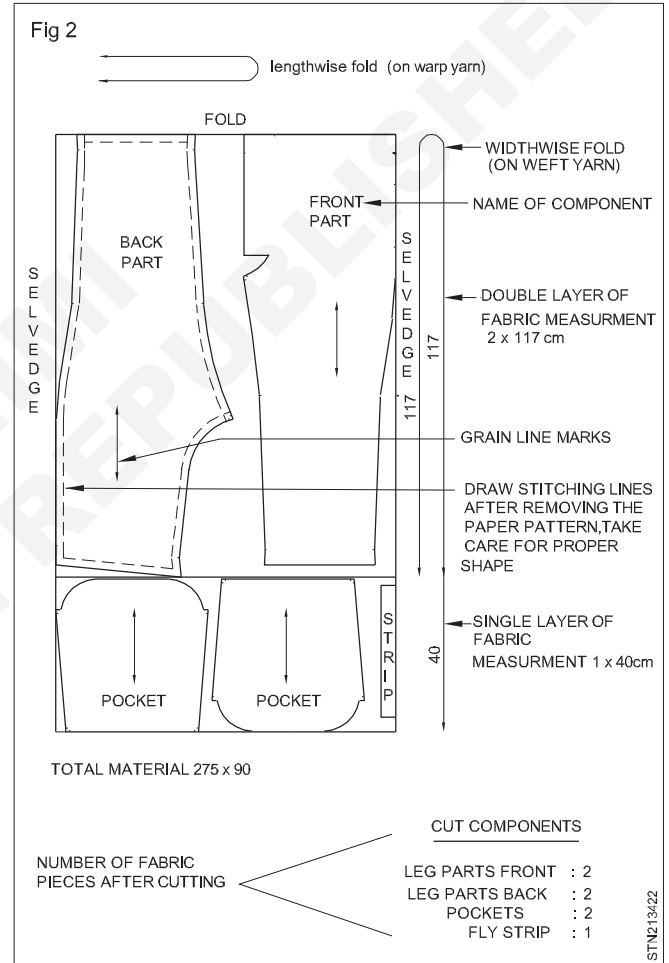 Fig 2
lengthwise fold (on warp yarn)
FOLD
WIDTHWISE FOLD
(ON WEFT YARN)
FRONT
PART
NAME OF COMPONENT
BACK
PART
SELVEDGE
SELVEDGE
117
117
DOUBLE LAYER OF
FABRIC MEASURMENT
2 x 117 cm
GRAIN LINE MARKS
DRAW STITCHING LINES
AFTER REMOVING THE
PAPER PATTERN,TAKE
CARE FOR PROPER
SHAPE
POCKET
POCKET
STRIP
40
SINGLE LAYER OF
FABRIC
MEASURMENT 1 x 40cm
TOTAL MATERIAL 275 x 90
NUMBER OF FABRIC
PIECES AFTER CUTTING
CUT COMPONENTS
LEG PARTS FRONT : 2
LEG PARTS BACK : 2
POCKETS : 2
FLY STRIP : 1
STN213422
REPUBLISHE